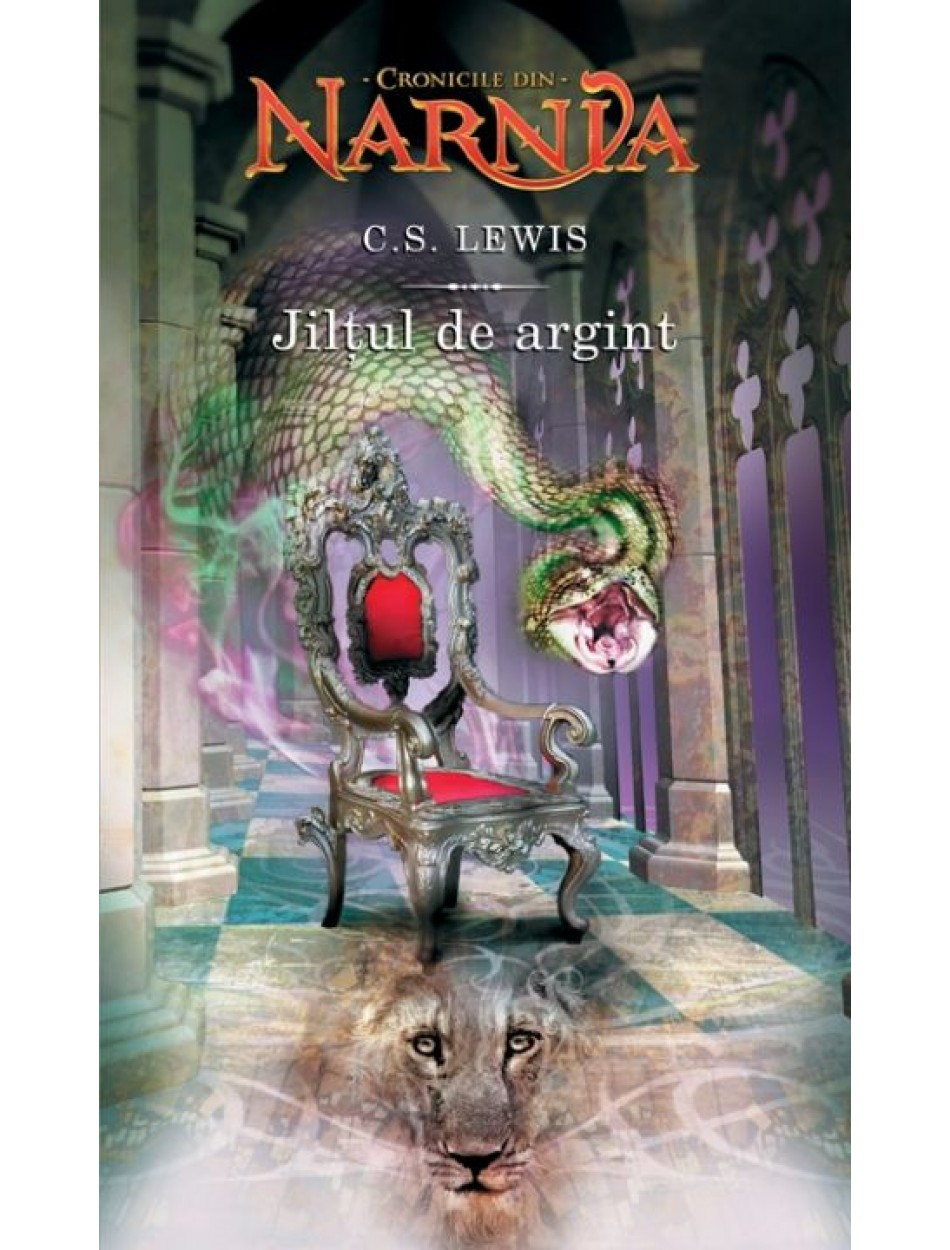 - CRONICILE DIN -
NARNIA
C.S. LEWIS
Jilțul de argint